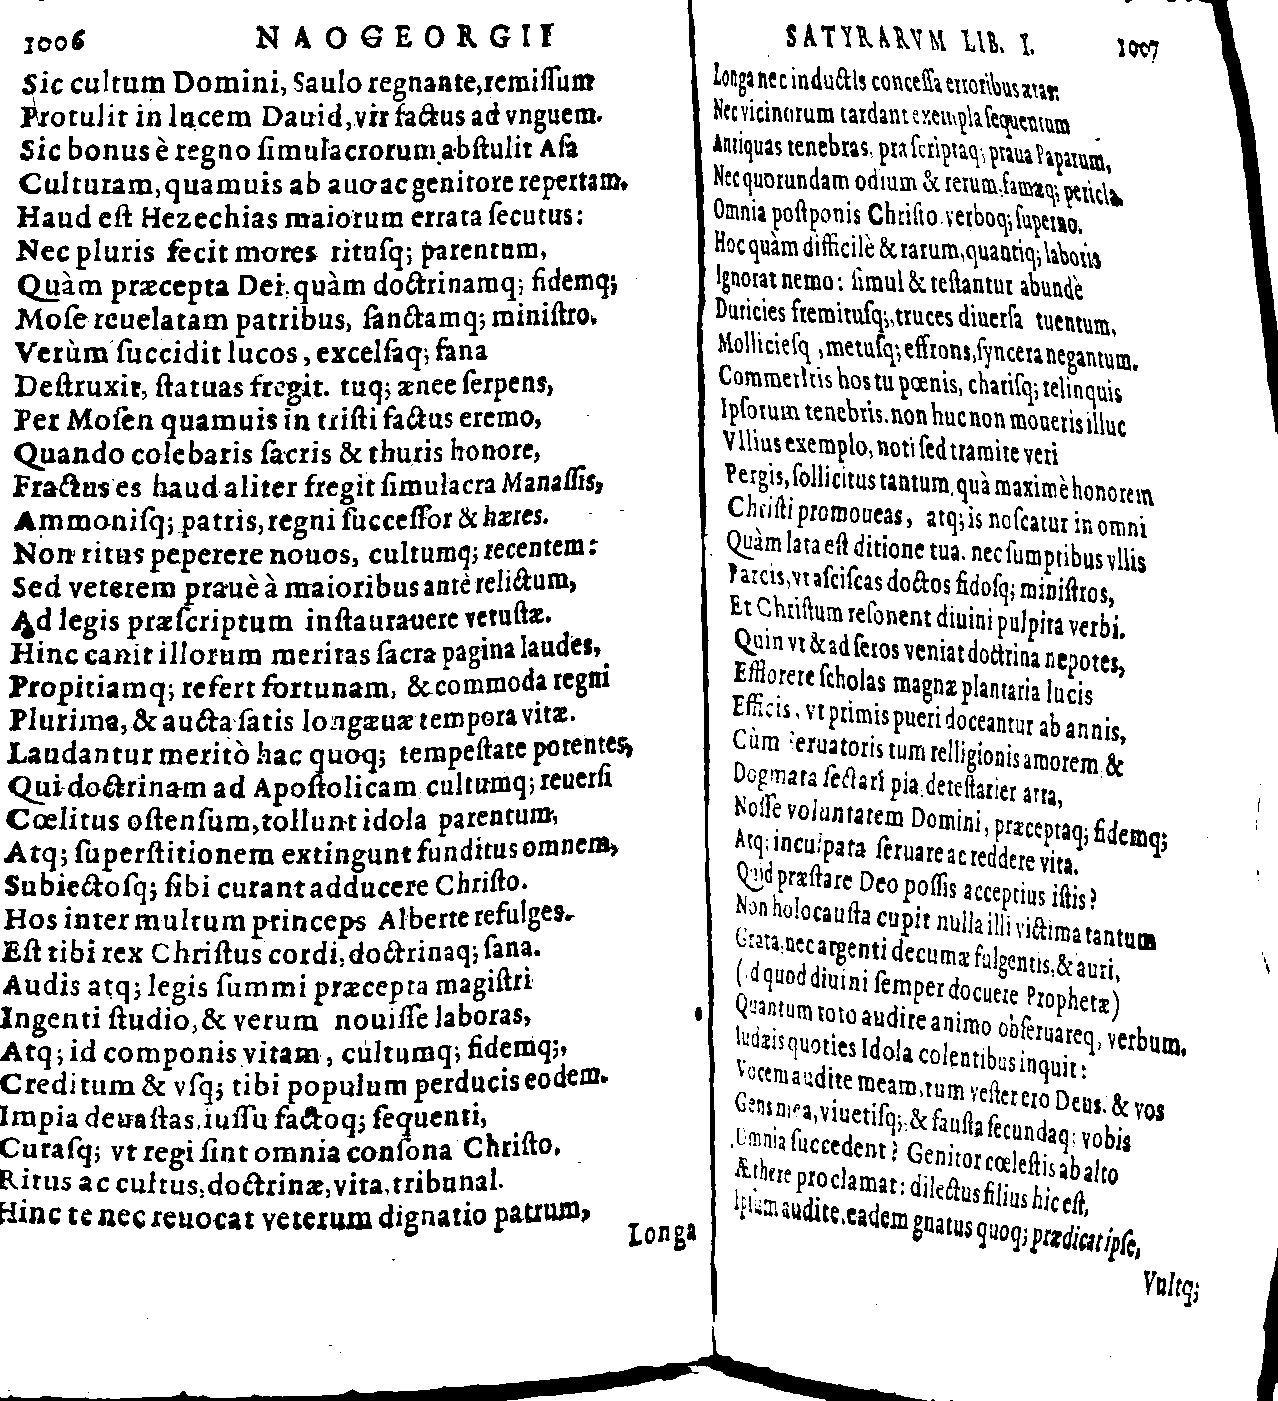 1006 NAOGEORGII
Sic cultum Domini, Saulo regnante, remiſſum
Protulit in lucem Dauid, vir factus ad vnguem.
Sic bonus è regno ſimulacrorum abſtulit Aſa
Culturam, quamuis ab auo ac genitore repertam.
Haud eſt Hezechias maiorum errata ſecutus:
Nec pluris fecit mores rituſq; parentum,
Quàm præcepta Dei, quàm doctrinamq; fidemq;
Moſe reuelatam patribus, ſanctamq; miniſtro.
Verùm ſuccidit lucos, excelſaq; fana
Deſtruxit, ſtatuas fregit. tuq; ænee ſerpens,
Per Moſen quamuis in triſti factus eremo,
Quando colebaris ſacris & thuris honore,
Fractus es haud aliter fregit ſimulacra Manaſſis,
Ammoniſq; patris, regni ſucceſſor & hæres.
Non ritus peperere nouos, cultumq; recentem:
Sed veterem prauè à maioribus antè relictum,
Ad legis præſcriptum inſtaurauere vetuſtæ.
Hinc canit illorum meritas ſacra pagina laudes,
Propitiamq; refert fortunam, & commoda regni
Plurima, & aucta ſatis longæuæ tempora vitæ.
Laudantur meritò hac quoq; tempeſtate potentes,
Qui doctrinam ad Apoſtolicam cultumq; reuerſi
Cœlitus oſtenſum, tollunt idola parentum,
Atq; ſuperſtitionem extingunt funditus omnem,
Subiectoſq; ſibi curant adducere Chriſto.
Hos inter multum princeps Alberte refulges.
Eſt tibi rex Chriſtus cordi, doctrinaq; ſana.
Audis atq; legis ſummi præcepta magiſtri
Ingenti ſtudio, & verum nouiſſe laboras,
Atq; id componis vitam, cultumq; fidemq;,
Creditum & vſq; tibi populum perducis eodem.
Impia deuaſtas, iuſſu factoq; ſequenti,
Curaſq; vt regi ſint omnia conſona Chriſto.
Ritus ac cultus, doctrinæ, vita, tribunal.
Hinc te nec reuocat veterum dignatio patrum,
Longa
SATYRARVM LIB. I. 1007
Longa nec inductis conceſſa erroribus ætas:
Nec vicinorum tardant exempla ſequentum
Antiquas tenebras, præſcriptaq; praua Paparum,
Nec quorundam odium & rerum, famæq; pericla.
Omnia poſtponis Chriſto verboq; ſuperno.
Hoc quàm difficilè & rarum, quantiq; laboris
Ignorat nemo: ſimul & teſtantur abundè
Duricies fremituſq;, truces diuerſa tuentum,
Mollicieſq, metuſq; effrons, ſyncera negantum.
Commeritis hos tu pœnis, chariſq; relinquis
Ipſorum tenebris. non huc non moueris illuc
Vllius exemplo, noti ſed tramite veri
Pergis, ſollicitus tantum, quà maximè honorem
Chriſti promoueas, atq; is noſcatur in omni
Quàm lata eſt ditione tua. nec ſumptibus vllis
Parcis, vt aſciſcas doctos fidoſq; miniſtros,
Et Chriſtum reſonent diuini pulpita verbi.
Quin vt & ad ſeros veniat doctrina nepotes,
Efflorere ſcholas magnæ plantaria lucis
Efficis, vt primis pueri doceantur ab annis,
Cùm ſeruatoris tum relligionis amorem &
Dogmata ſectari pia, deteſtarier atra,
Noſſe voluntatem Domini, præceptaq; fidemq;
Atq; inculpata ſeruare ac reddere vita.
Quid præſtare Deo poſſis acceptius iſtis?
Non holocauſta cupit nulla illi victima tantum
Grata, nec argenti decumæ fulgentis, & auri,
(Id quod diuini ſemper docuere Prophetæ)
Quantum toto audire animo obſeruareq, verbum.
Iudæis quoties Idola colentibus inquit:
Vocem audite meam, tum veſter ero Deus. & vos
Gens mea, viuetiſq;, & fauſta ſecundaq; vobis
Omnia ſuccedent? Genitor cœleſtis ab alto
Æthere proclamat: dilectus filius hic eſt,
Ipſum audite, eadem gnatus quoq; prædicat ipſe,
Vultq;